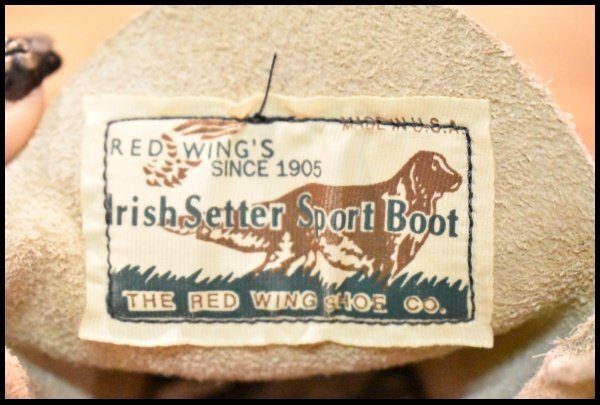 MADE IN U.S.A.
RED WING'S
SINCE 1905
Irish Setter Sport Boot
THE RED WING SHOE CO.